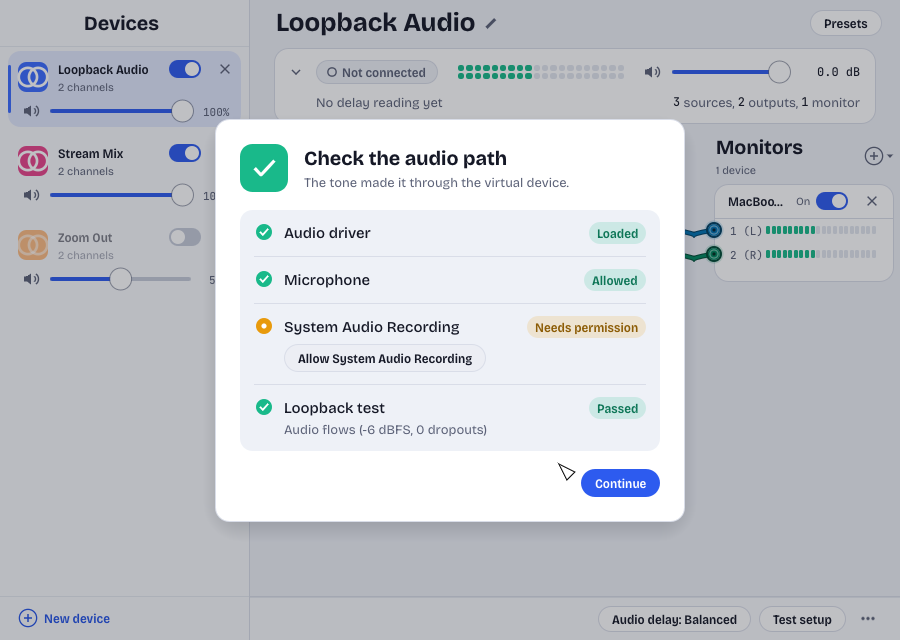 Devices
Loopback Audio
2 channels
100%
Stream Mix
2 channels
10
Zoom Out
2 channels
5
New device
Loopback Audio
Presets
Not connected
0.0 dB
No delay reading yet
3 sources, 2 outputs, 1 monitor
Monitors
1 device
MacBoo... On
1 (L)
2 (R)
Check the audio path
The tone made it through the virtual device.
Audio driver Loaded
Microphone Allowed
System Audio Recording Needs permission
Allow System Audio Recording
Loopback test Passed
Audio flows (-6 dBFS, 0 dropouts)
Continue
Audio delay: Balanced
Test setup